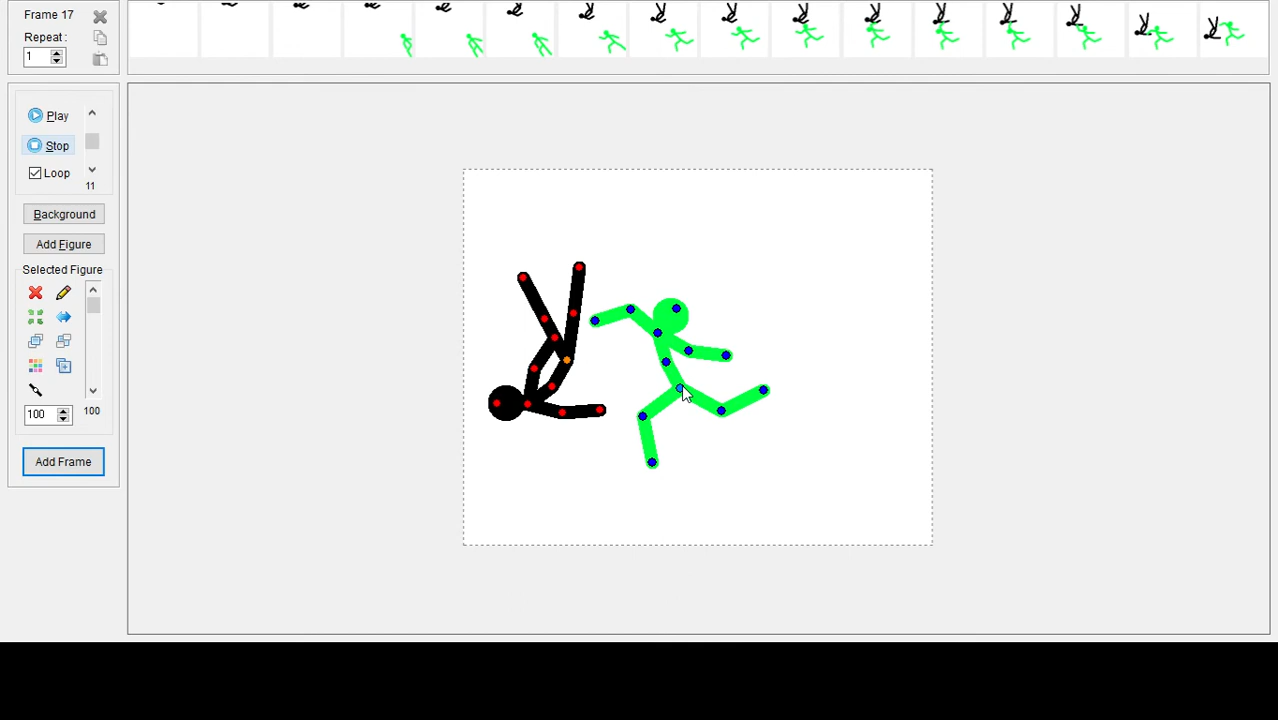 Frame 17
Repeat:
1
Play
Stop
Loop
11
Background
Add Figure
Selected Figure
100
100
Add Frame